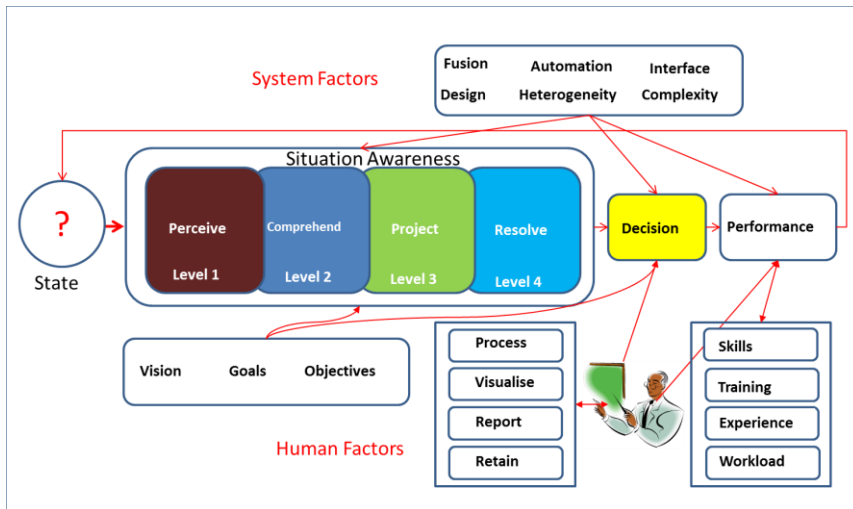 System Factors
Fusion Automation Interface
Design Heterogeneity Complexity
Situation Awareness
?
State
Perceive
Level 1
Comprehend
Level 2
Project
Level 3
Resolve
Level 4
Decision
Performance
Vision Goals Objectives
Human Factors
Process
Visualise
Report
Retain
Skills
Training
Experience
Workload